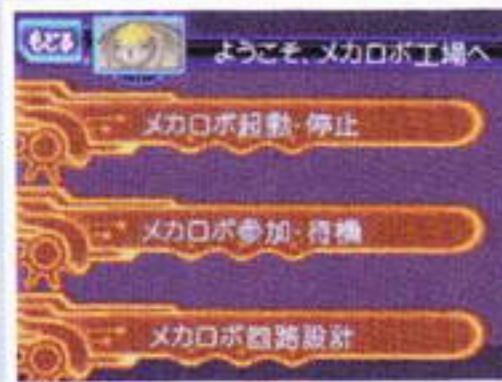 もどる
ようこそ、メカロボ工場へ
メカロボ起動・停止
メカロボ参加・待機
メカロボ回路設計